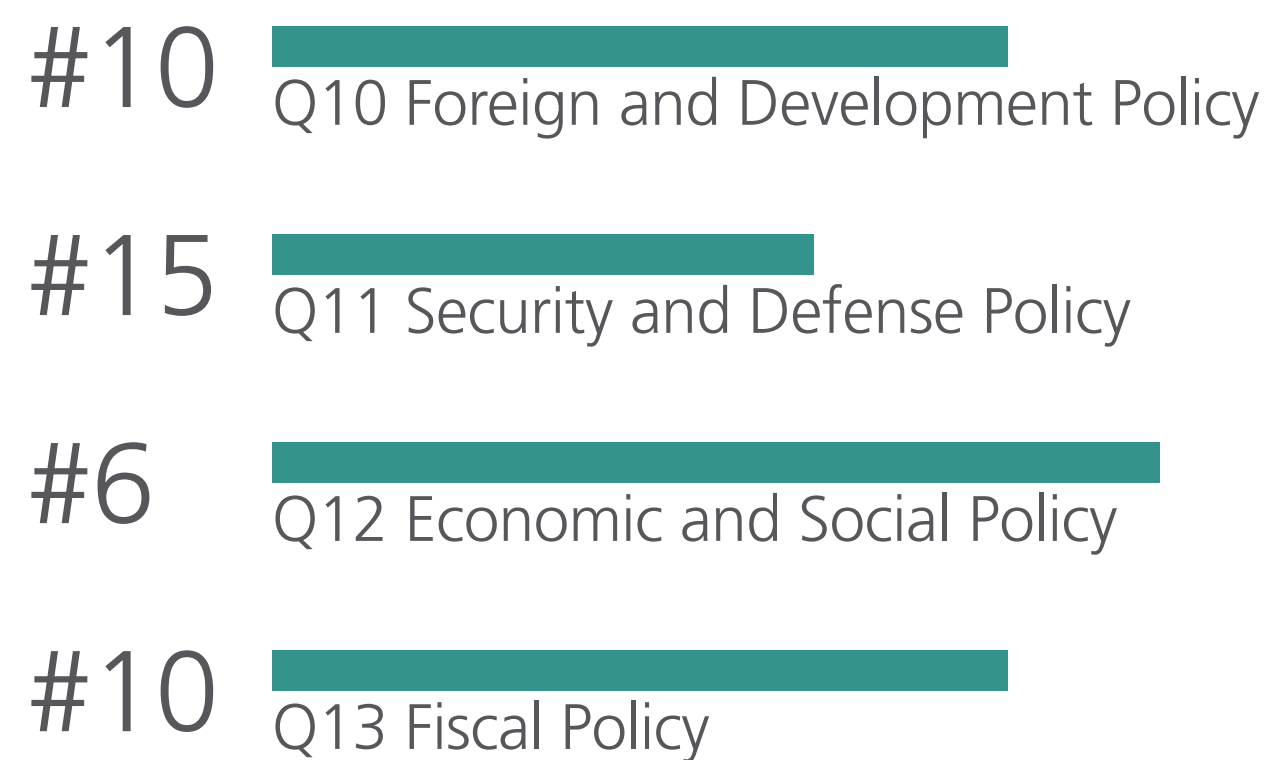 #10
Q10 Foreign and Development Policy
#15
Q11 Security and Defense Policy
#6
Q12 Economic and Social Policy
#10
Q13 Fiscal Policy